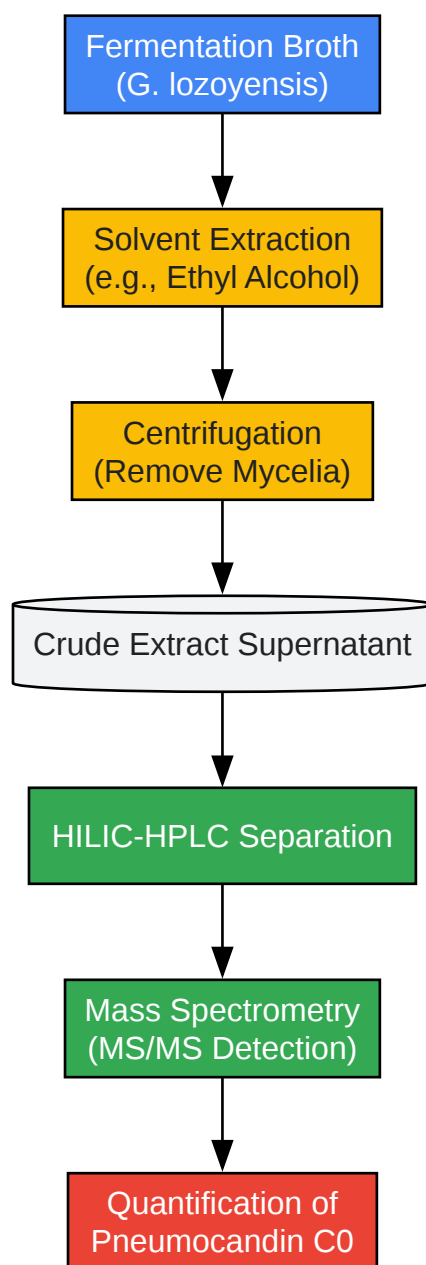 Fermentation Broth
(G. lozoyensis)
Solvent Extraction
(e.g., Ethyl Alcohol)
Centrifugation
(Remove Mycelia)
Crude Extract Supernatant
HILIC-HPLC Separation
Mass Spectrometry
(MS/MS Detection)
Quantification of
Pneumocandin C0